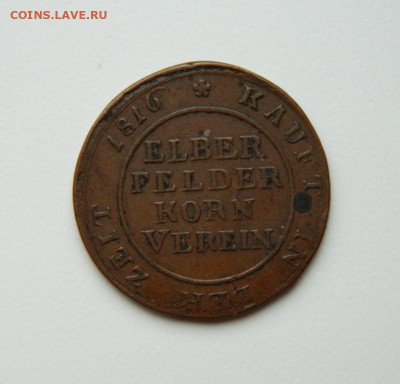 COINS.LAVE.RU
KAUFT IN DER ZEIT 1816
ELBER
FELDER
KORN
VEREIN